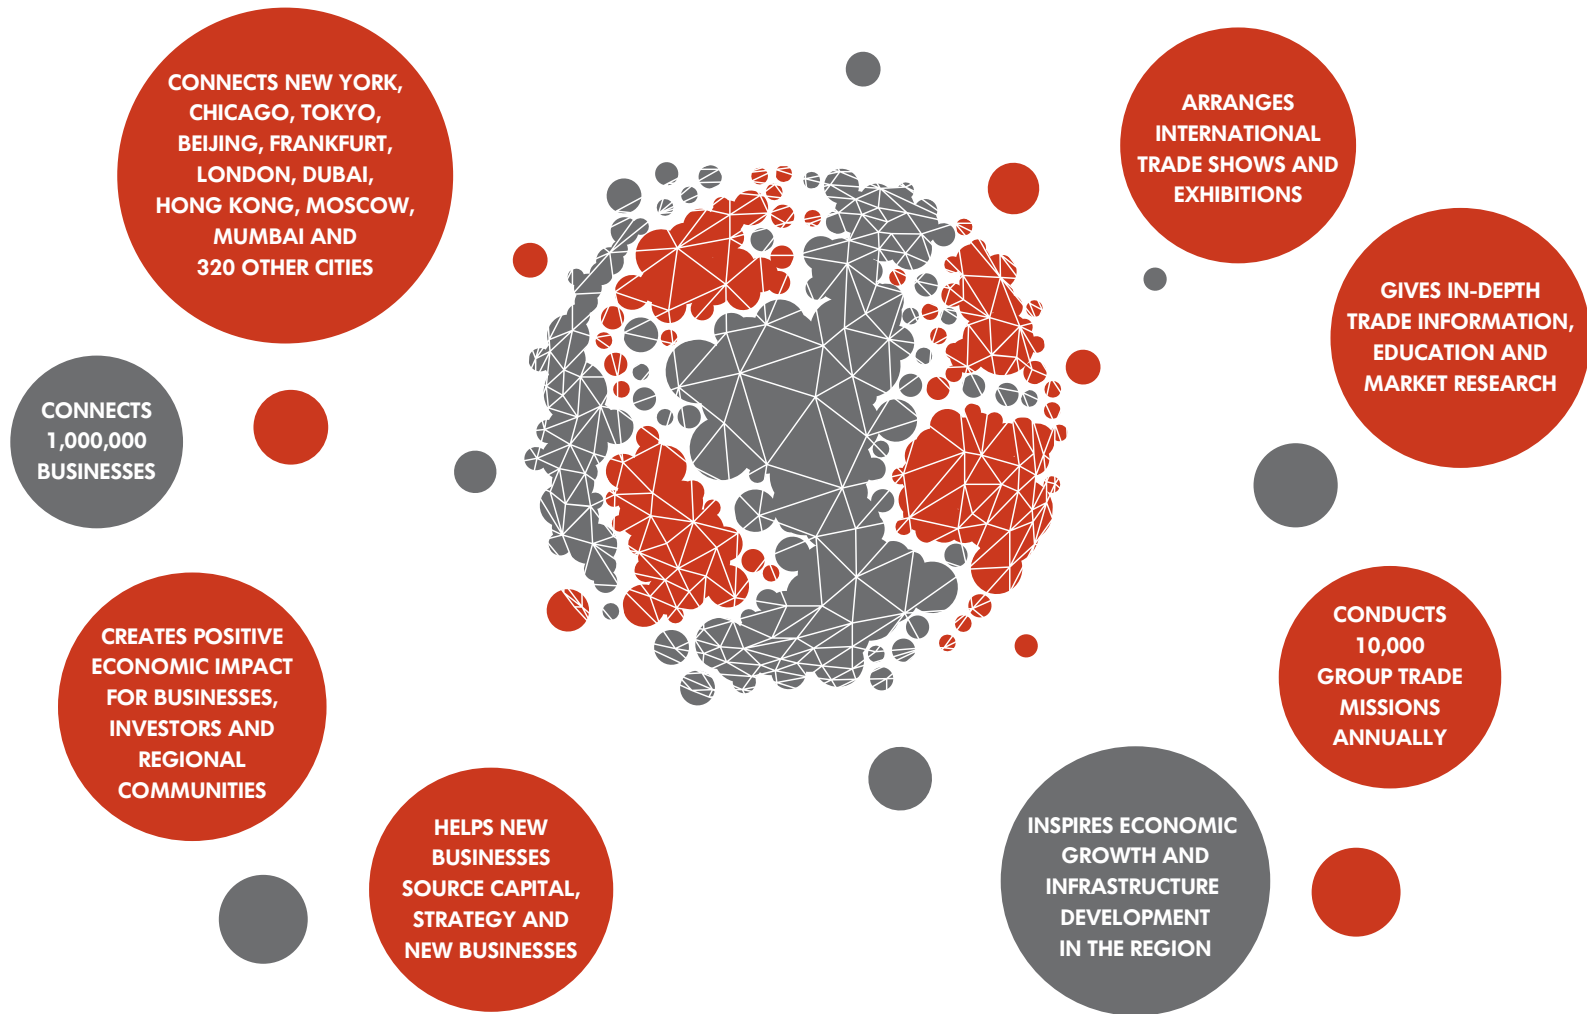 CONNECTS NEW YORK,
CHICAGO, TOKYO,
BEIJING, FRANKFURT,
LONDON, DUBAI,
HONG KONG, MOSCOW,
MUMBAI AND
320 OTHER CITIES
ARRANGES
INTERNATIONAL
TRADE SHOWS AND
EXHIBITIONS
GIVES IN-DEPTH
TRADE INFORMATION,
EDUCATION AND
MARKET RESEARCH
CONNECTS
1,000,000
BUSINESSES
CREATES POSITIVE
ECONOMIC IMPACT
FOR BUSINESSES,
INVESTORS AND
REGIONAL
COMMUNITIES
CONDUCTS
10,000
GROUP TRADE
MISSIONS
ANNUALLY
HELPS NEW
BUSINESSES
SOURCE CAPITAL,
STRATEGY AND
NEW BUSINESSES
INSPIRES ECONOMIC
GROWTH AND
INFRASTRUCTURE
DEVELOPMENT
IN THE REGION